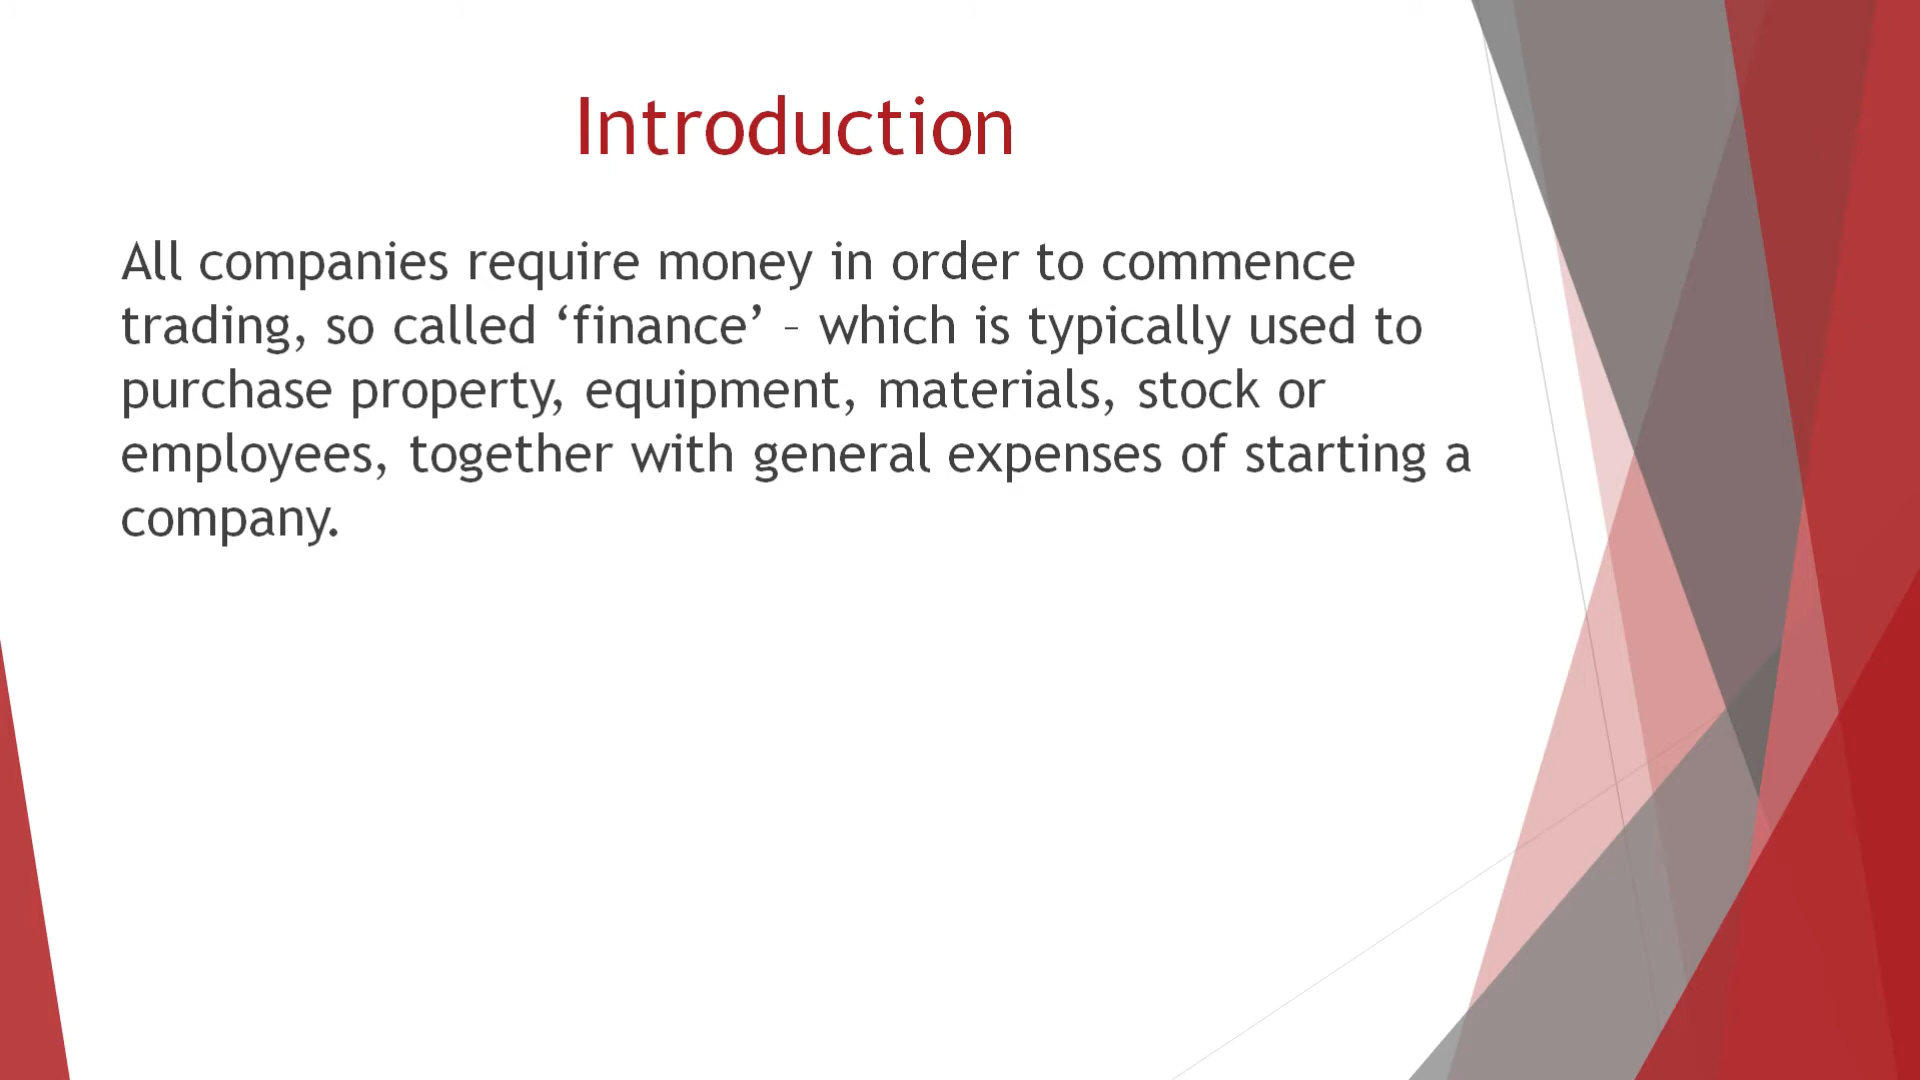 Introduction
All companies require money in order to commence
trading, so called ‘finance’ – which is typically used to
purchase property, equipment, materials, stock or
employees, together with general expenses of starting a
company.